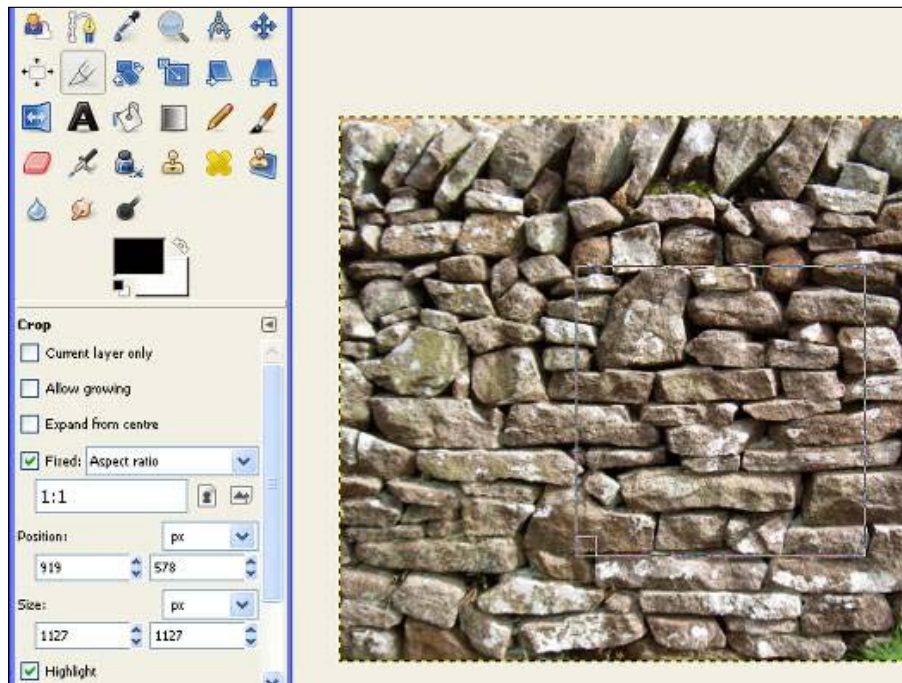 Crop
Current layer only
Allow growing
Expand from centre
Fixed: Aspect ratio
1:1
Position: px
919 578
Size: px
1127 1127
Highlight